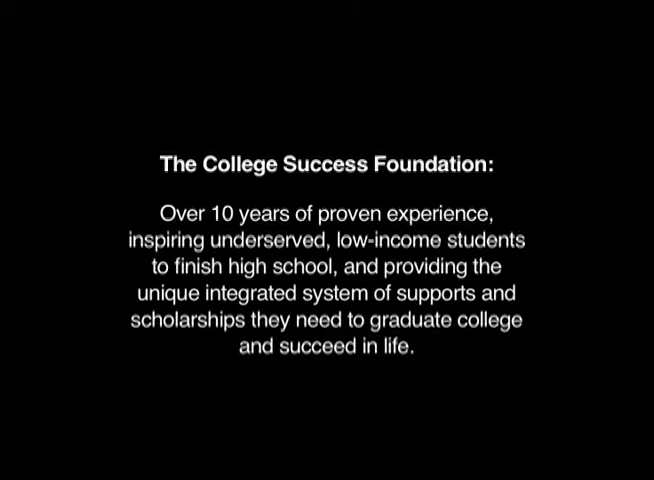 The College Success Foundation:
Over 10 years of proven experience,
inspiring underserved, low-income students
to finish high school, and providing the
unique integrated system of supports and
scholarships they need to graduate college
and succeed in life.